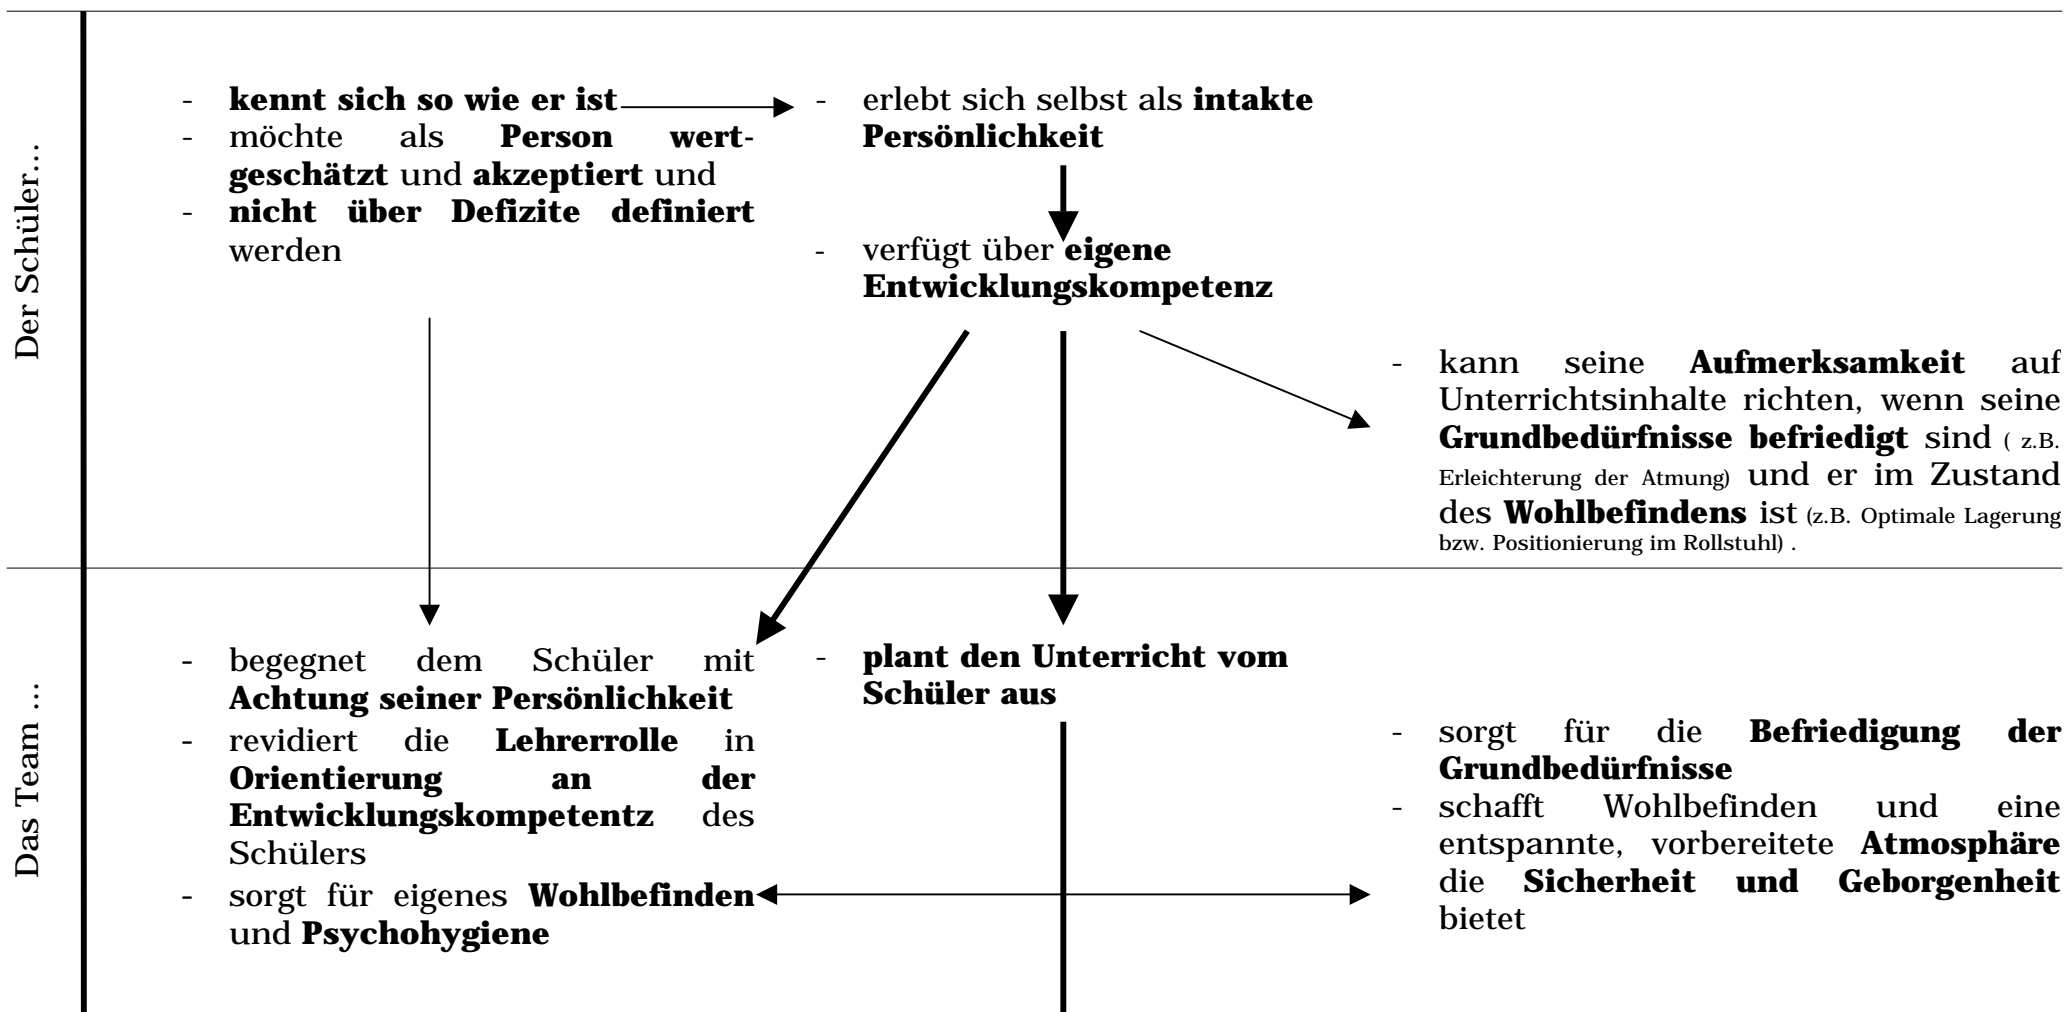 Der Schüler...
- kennt sich so wie er ist
- möchte als Person wert-
geschätzt und akzeptiert und
- nicht über Defizite definiert
werden
- erlebt sich selbst als intakte
Persönlichkeit
- verfügt über eigene
Entwicklungskompetenz
- kann seine Aufmerksamkeit auf
Unterrichtsinhalte richten, wenn seine
Grundbedürfnisse befriedigt sind ( z.B.
Erleichterung der Atmung) und er im Zustand
des Wohlbefindens ist (z.B. Optimale Lagerung
bzw. Positionierung im Rollstuhl) .
Das Team ...
- begegnet dem Schüler mit
Achtung seiner Persönlichkeit
- revidiert die Lehrerrolle in
Orientierung an der
Entwicklungskompetentz des
Schülers
- sorgt für eigenes Wohlbefinden
und Psychohygiene
- plant den Unterricht vom
Schüler aus
- sorgt für die Befriedigung der
Grundbedürfnisse
- schafft Wohlbefinden und eine
entspannte, vorbereitete Atmosphäre
die Sicherheit und Geborgenheit
bietet